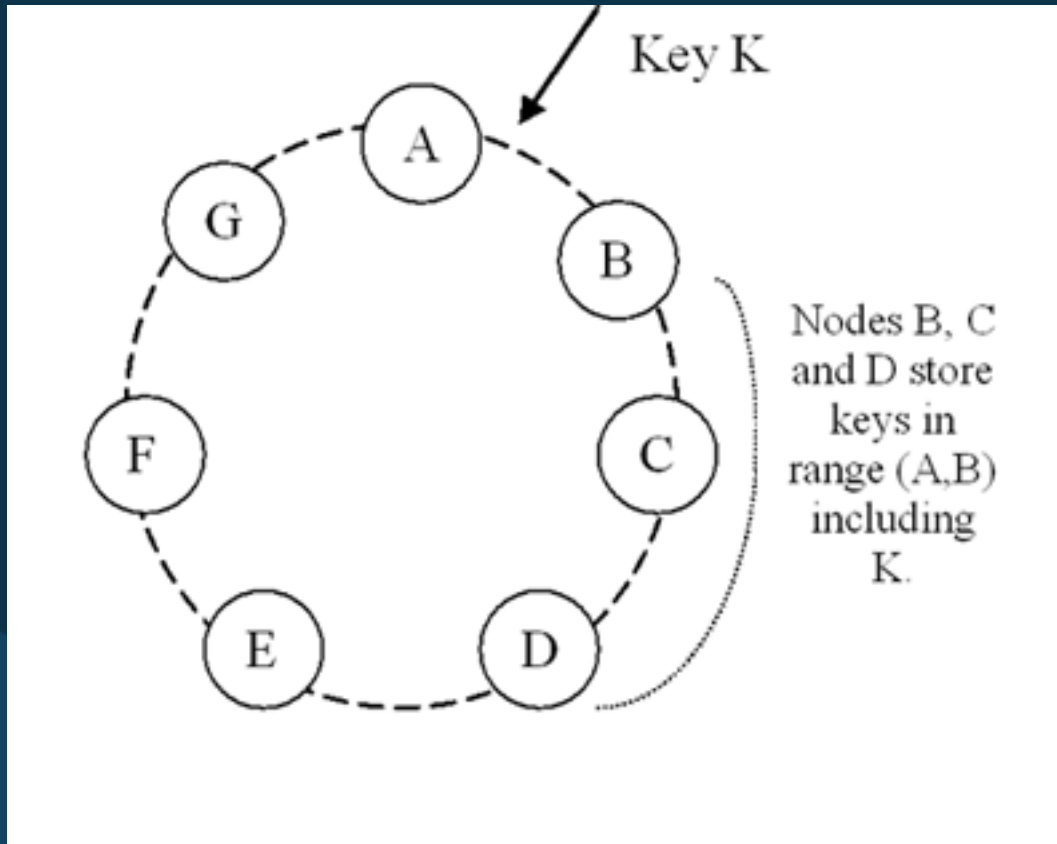 Key K
A
G
B
Nodes B, C
and D store
keys in
range (A,B)
including
K.
F
C
E
D